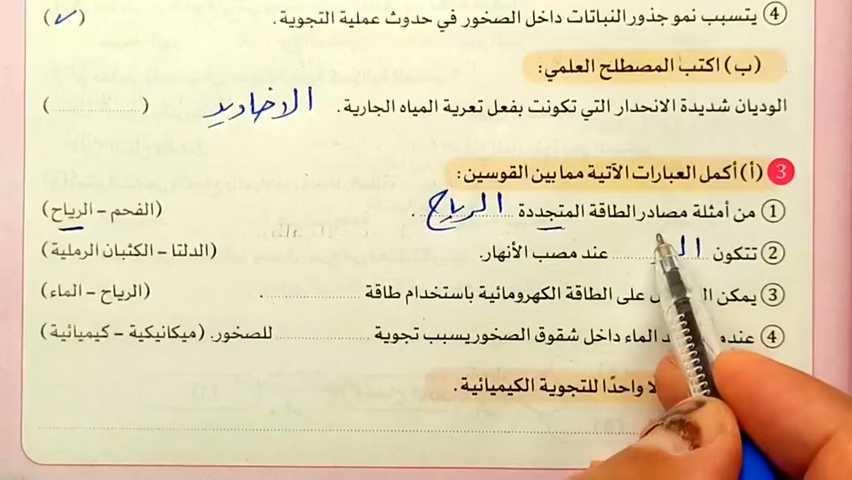 ④ يتسبب نمو جذور النباتات داخل الصخور في حدوث عملية التجوية. (✓)
(ب) اكتب المصطلح العلمي:
الوديان شديدة الانحدار التي تكونت بفعل تعرية المياه الجارية. الاخاديد (..............)
3 (أ) أكمل العبارات الآتية مما بين القوسين:
① من أمثلة مصادر الطاقة المتجددة الرياح. (الفحم - الرياح)
② تتكون ال عند مصب الأنهار. (الدلتا - الكثبان الرملية)
③ يمكن على الطاقة الكهرومائية باستخدام طاقة .............. . (الرياح - الماء)
④ الماء داخل شقوق الصخور يسبب تجوية .............. للصخور. (ميكانيكية - كيميائية)
واحدًا للتجوية الكيميائية.